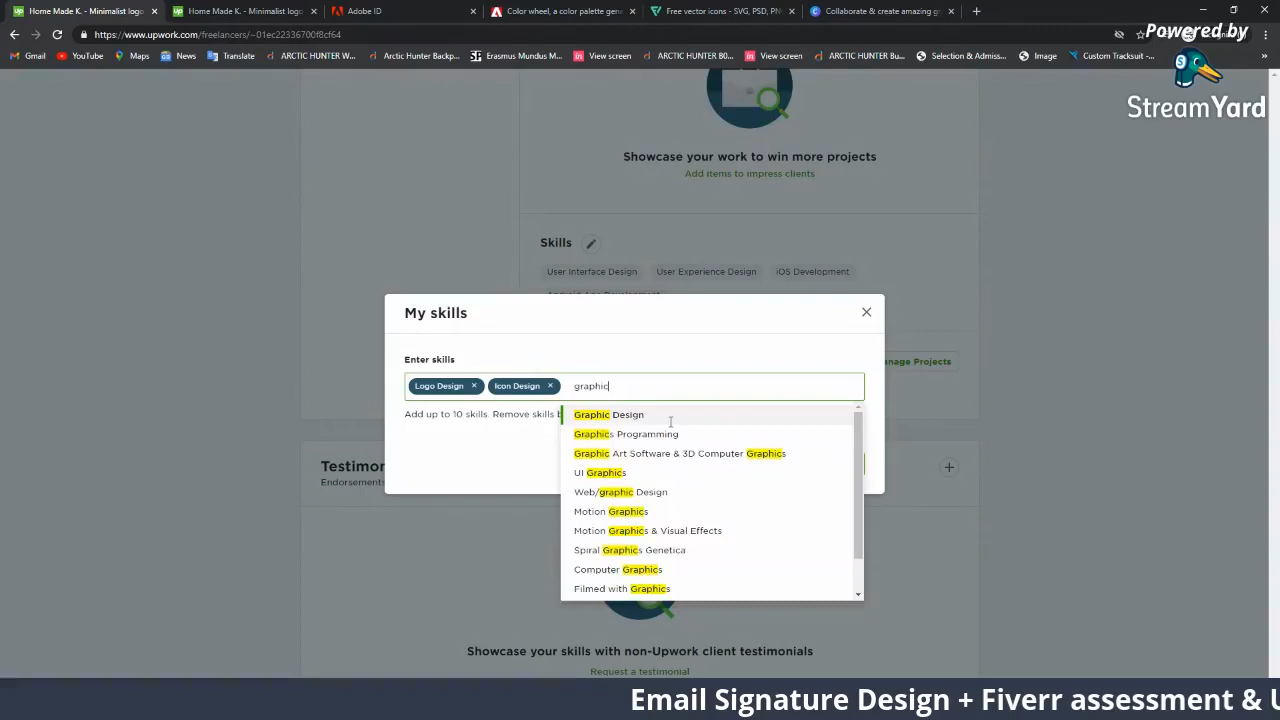 Home Made K. - Minimalist logo
Home Made K. - Minimalist logo
Adobe ID
Color wheel, a color palette gene
Free vector icons - SVG, PSD, PN
Collaborate & create amazing g
https://www.upwork.com/freelancers/~01ec22336700f8cf64
Gmail
YouTube
Maps
News
Translate
ARCTIC HUNTER W...
Arctic Hunter Backp...
Erasmus Mundus M...
View screen
ARCTIC HUNTER B0...
View screen
ARCTIC HUNTER Bu...
Selection & Admiss...
Image
Custom Tracksuit -...
Powered by
StreamYard
Showcase your work to win more projects
Add items to impress clients
Skills
User Interface Design
User Experience Design
iOS Development
My skills
Enter skills
Logo Design
Icon Design
graphic
Add up to 10 skills. Remove skills b
Graphic Design
Graphics Programming
Graphic Art Software & 3D Computer Graphics
UI Graphics
Web/graphic Design
Motion Graphics
Motion Graphics & Visual Effects
Spiral Graphics Genetica
Computer Graphics
Filmed with Graphics
nage Projects
Testimon
Endorsements
Showcase your skills with non-Upwork client testimonials
Request a testimonial
Email Signature Design + Fiverr assessment & U